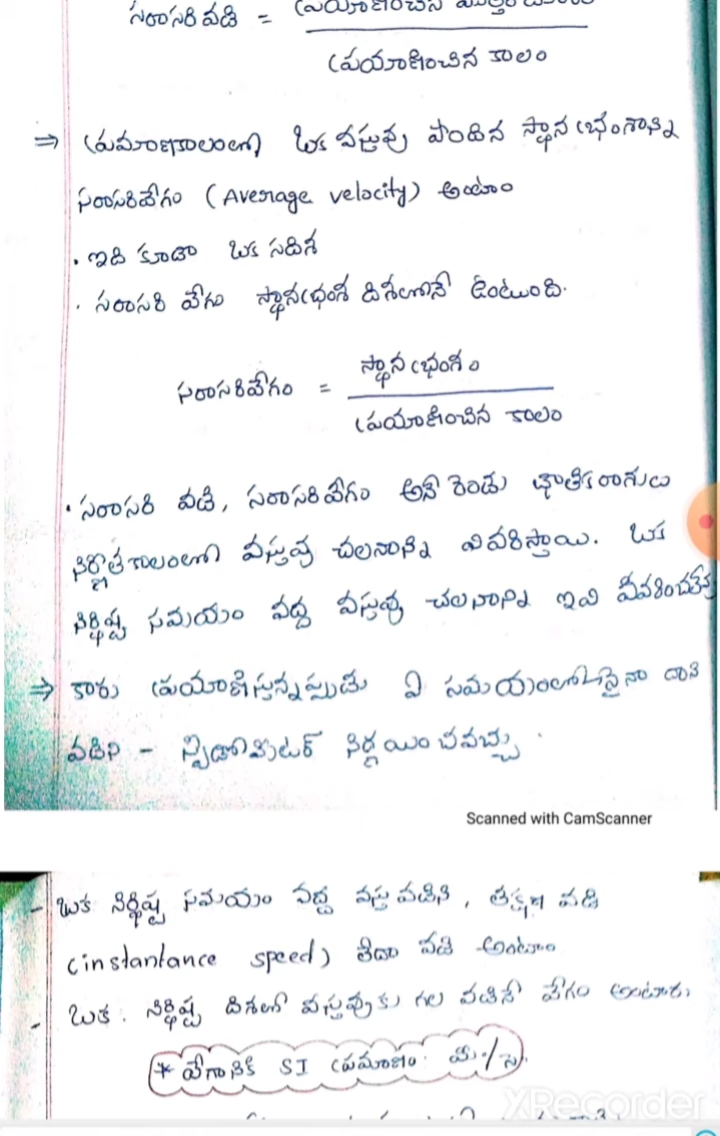 సరాసరి వడి = ప్రయాణించిన
ప్రయాణించిన కాలం
⇒ ప్రమాణకాలంలో ఒక వస్తువు పొందిన స్థానభ్రంశాన్ని
సరాసరివేగం (Average velocity) అంటాం
. ఇది కూడా ఒక సదిశ
. సరాసరి వేగం స్థానభ్రంశ దిశలోనే ఉంటుంది.
సరాసరివేగం = స్థానభ్రంశం
ప్రయాణించిన కాలం
. సరాసరి వడి, సరాసరి వేగం అనే రెండు భౌతికరాశులు
నిర్ణీత కాలంలో వస్తువు చలనాన్ని వివరిస్తాయి. ఒక
నిర్ధిష్ట సమయం వద్ద వస్తువు చలనాన్ని ఇవి వివరించలేవు
⇒ కారు ప్రయాణిస్తున్నప్పుడు ఏ సమయంలోనైనా దాని
వడిని - స్పీడోమీటర్ నిర్ణయించవచ్చు.
Scanned with CamScanner
- ఒక నిర్ధిష్ట సమయం వద్ద వస్తు వడిని, తక్షణ వడి
(instantance speed) లేదా వడి అంటాం
- ఒక. నిర్ధిష్ట దిశలో వస్తువుకు గల వడినే వేగం అంటారు.
* వేగానికి SI ప్రమాణం: మీ./సె.
XRecorder